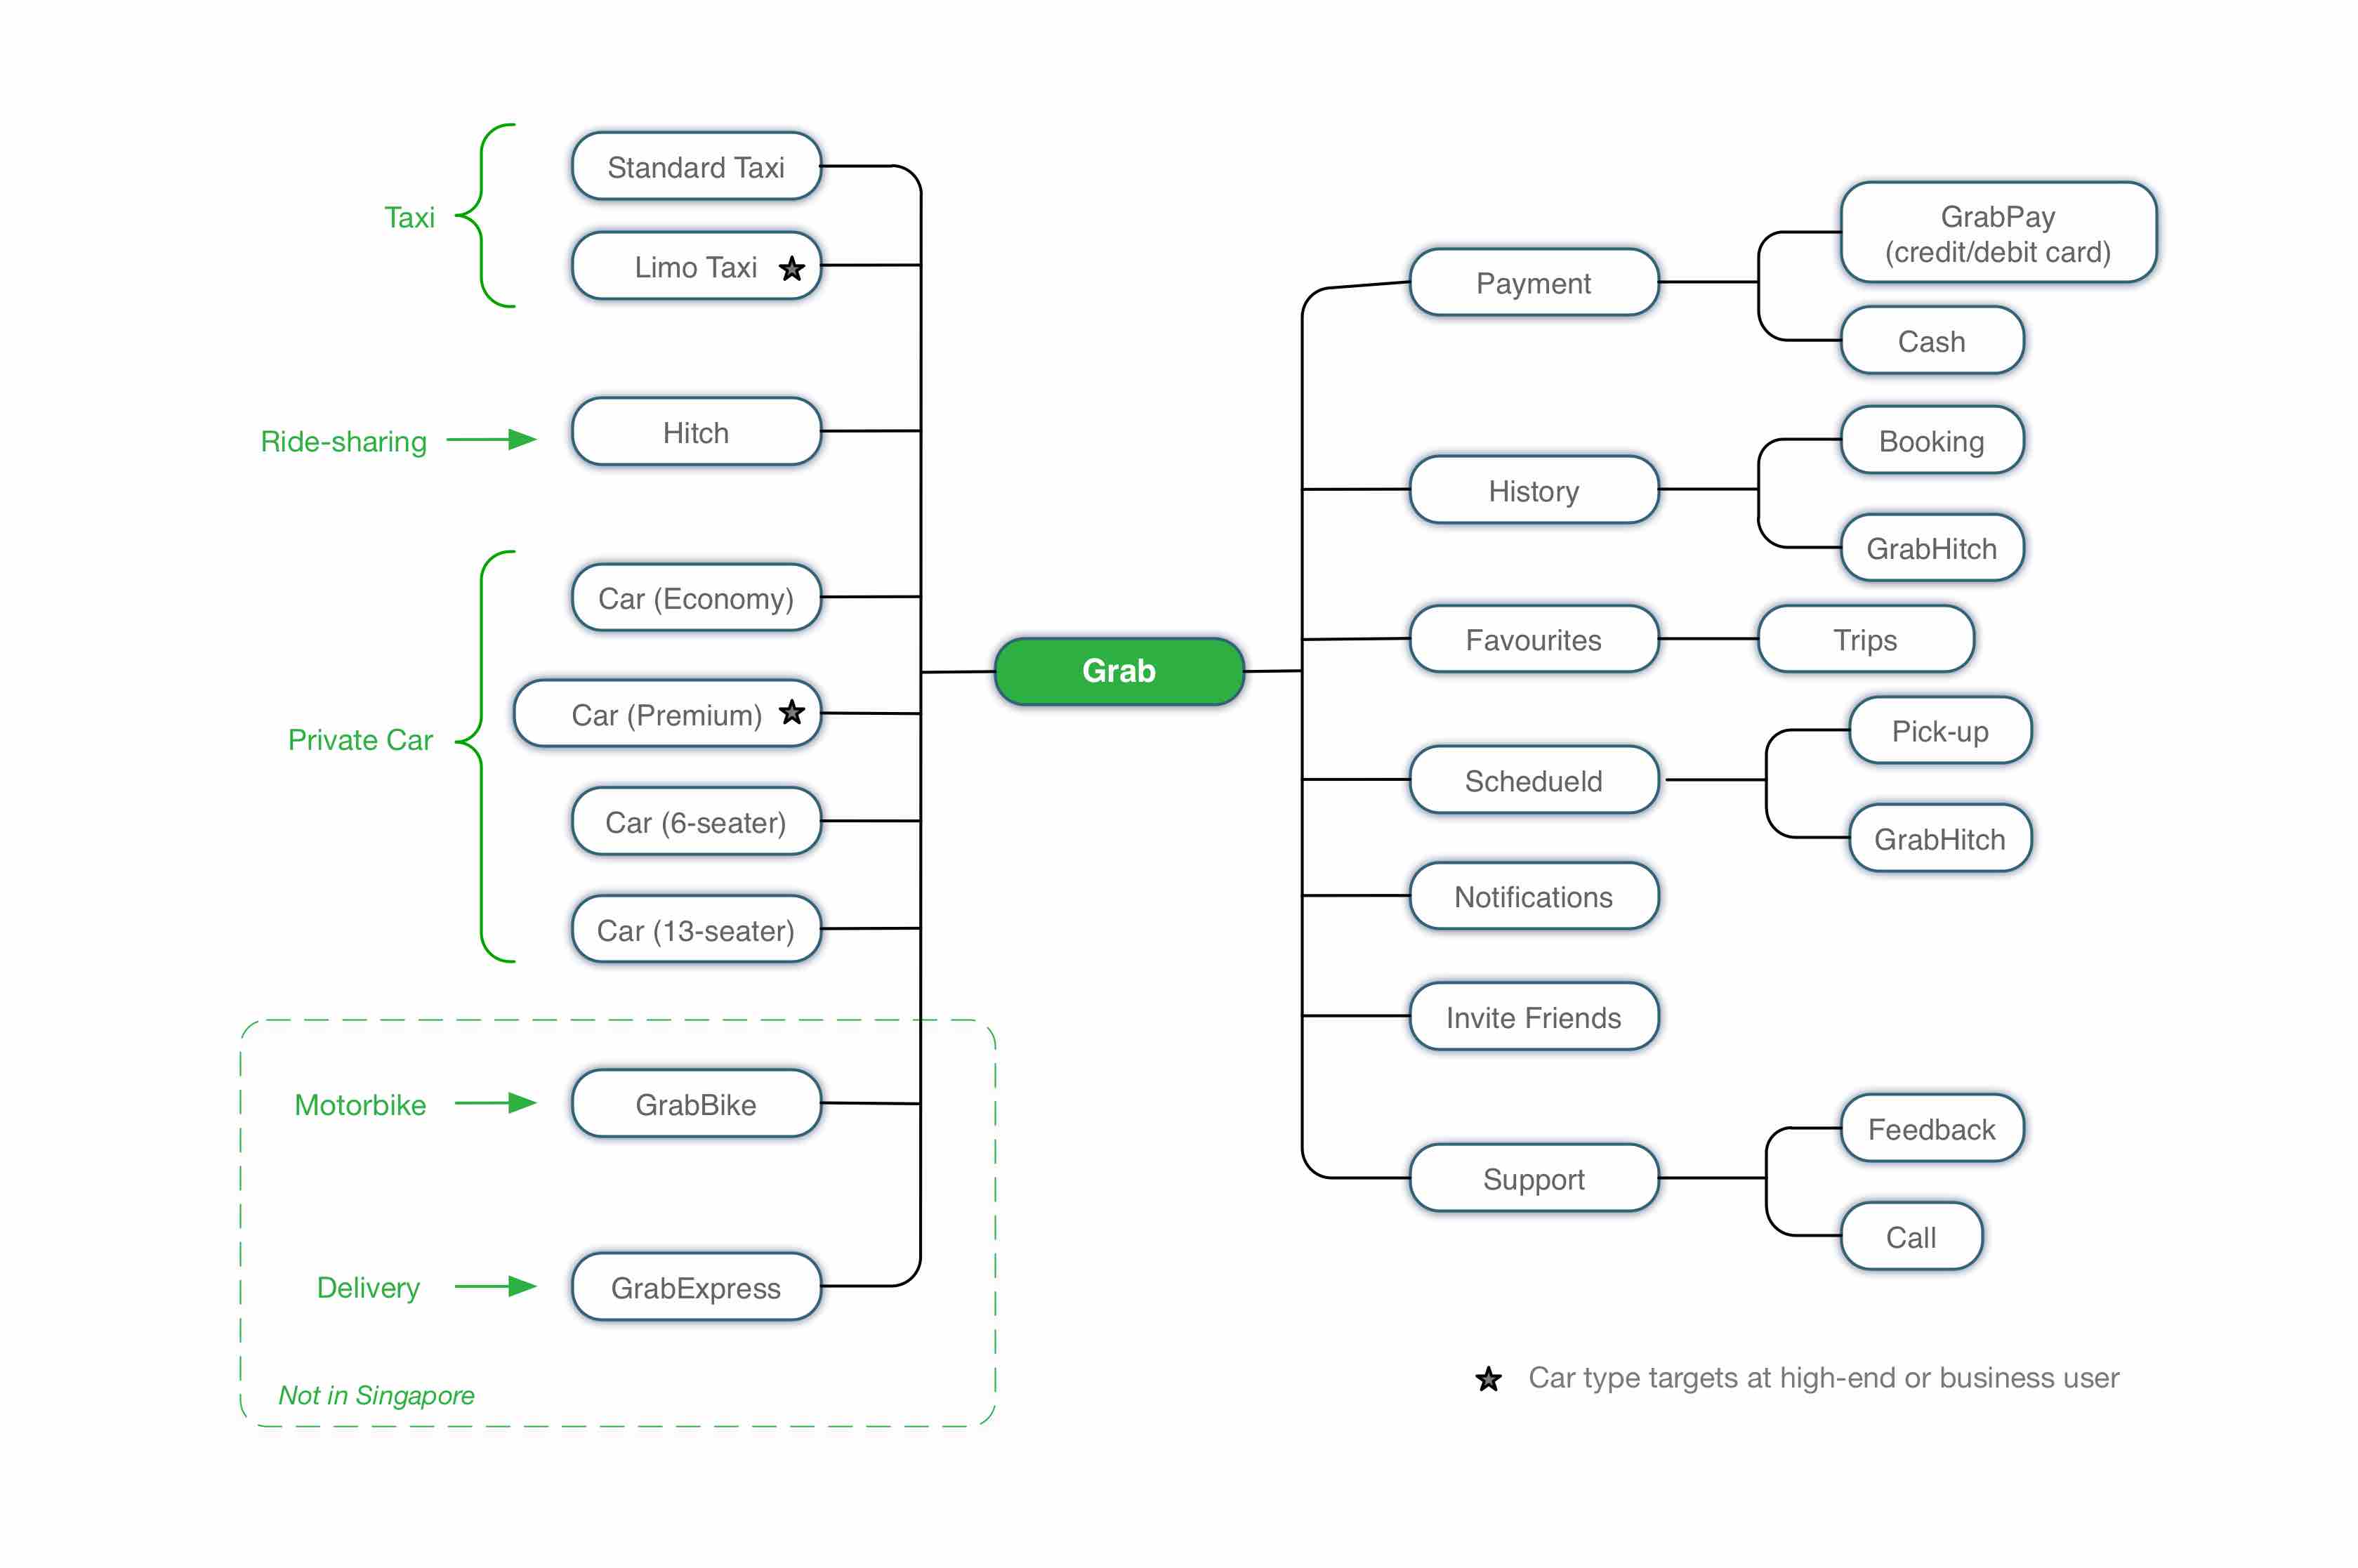 Taxi
Standard Taxi
Limo Taxi
Ride-sharing
Hitch
Private Car
Car (Economy)
Car (Premium)
Car (6-seater)
Car (13-seater)
Motorbike
GrabBike
Delivery
GrabExpress
Not in Singapore
Grab
Payment
GrabPay
(credit/debit card)
Cash
History
Booking
GrabHitch
Favourites
Trips
Schedueld
Pick-up
GrabHitch
Notifications
Invite Friends
Support
Feedback
Call
Car type targets at high-end or business user